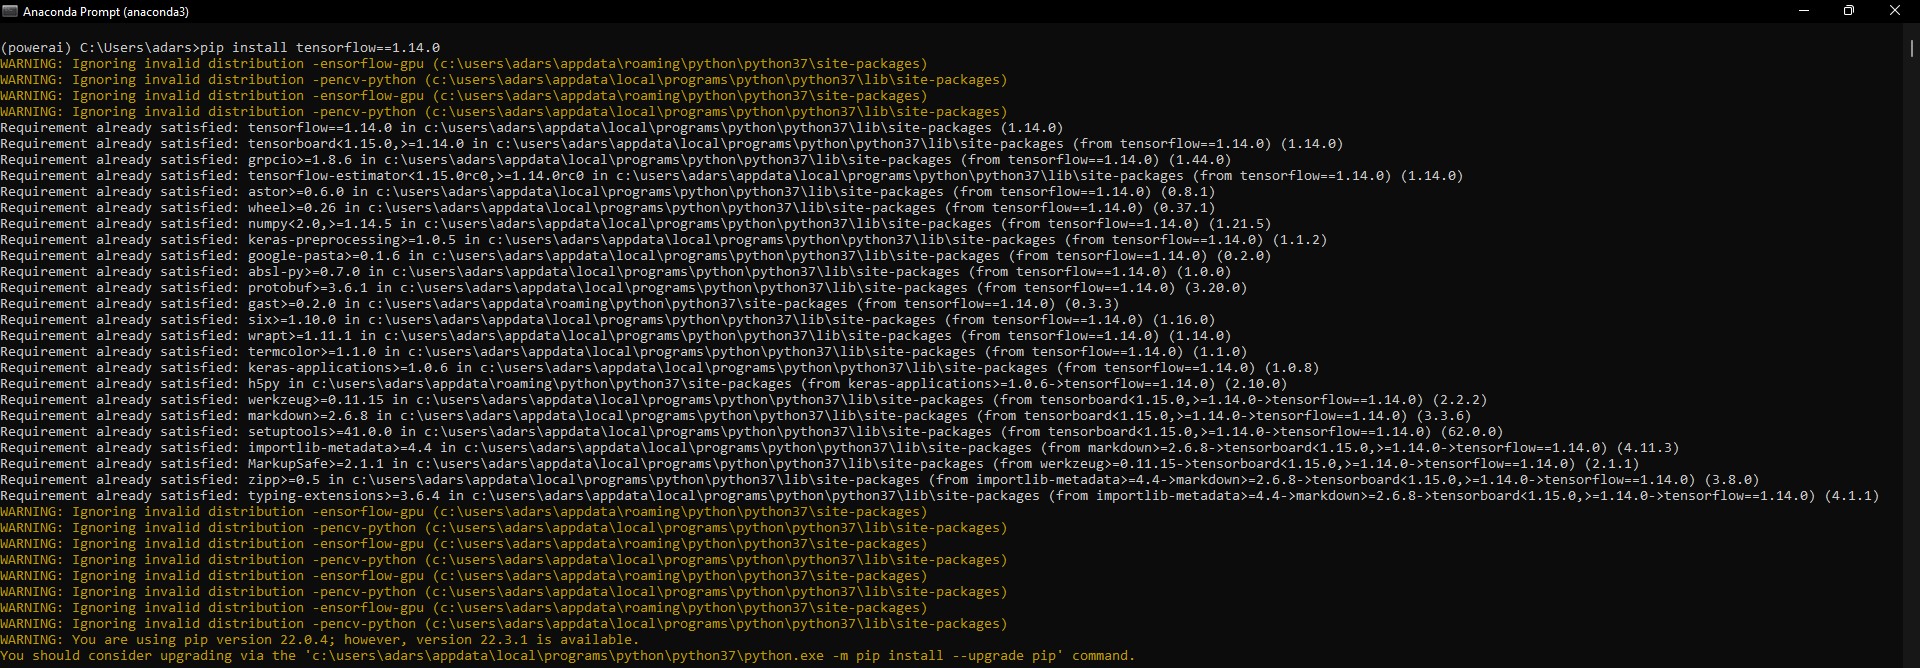 Anaconda Prompt (anaconda3)
(powerai) C:\Users\adars>pip install tensorflow==1.14.0
WARNING: Ignoring invalid distribution -ensorflow-gpu (c:\users\adars\appdata\roaming\python\python37\site-packages)
WARNING: Ignoring invalid distribution -pencv-python (c:\users\adars\appdata\local\programs\python\python37\lib\site-packages)
WARNING: Ignoring invalid distribution -ensorflow-gpu (c:\users\adars\appdata\roaming\python\python37\site-packages)
WARNING: Ignoring invalid distribution -pencv-python (c:\users\adars\appdata\local\programs\python\python37\lib\site-packages)
Requirement already satisfied: tensorflow==1.14.0 in c:\users\adars\appdata\local\programs\python\python37\lib\site-packages (1.14.0)
Requirement already satisfied: tensorboard<1.15.0,>=1.14.0 in c:\users\adars\appdata\local\programs\python\python37\lib\site-packages (from tensorflow==1.14.0) (1.14.0)
Requirement already satisfied: grpcio>=1.8.6 in c:\users\adars\appdata\local\programs\python\python37\lib\site-packages (from tensorflow==1.14.0) (1.44.0)
Requirement already satisfied: tensorflow-estimator<1.15.0rc0,>=1.14.0rc0 in c:\users\adars\appdata\local\programs\python\python37\lib\site-packages (from tensorflow==1.14.0) (1.14.0)
Requirement already satisfied: astor>=0.6.0 in c:\users\adars\appdata\local\programs\python\python37\lib\site-packages (from tensorflow==1.14.0) (0.8.1)
Requirement already satisfied: wheel>=0.26 in c:\users\adars\appdata\local\programs\python\python37\lib\site-packages (from tensorflow==1.14.0) (0.37.1)
Requirement already satisfied: numpy<2.0,>=1.14.5 in c:\users\adars\appdata\local\programs\python\python37\lib\site-packages (from tensorflow==1.14.0) (1.21.5)
Requirement already satisfied: keras-preprocessing>=1.0.5 in c:\users\adars\appdata\local\programs\python\python37\lib\site-packages (from tensorflow==1.14.0) (1.1.2)
Requirement already satisfied: google-pasta>=0.1.6 in c:\users\adars\appdata\local\programs\python\python37\lib\site-packages (from tensorflow==1.14.0) (0.2.0)
Requirement already satisfied: absl-py>=0.7.0 in c:\users\adars\appdata\local\programs\python\python37\lib\site-packages (from tensorflow==1.14.0) (1.0.0)
Requirement already satisfied: protobuf>=3.6.1 in c:\users\adars\appdata\local\programs\python\python37\lib\site-packages (from tensorflow==1.14.0) (3.20.0)
Requirement already satisfied: gast>=0.2.0 in c:\users\adars\appdata\roaming\python\python37\site-packages (from tensorflow==1.14.0) (0.3.3)
Requirement already satisfied: six>=1.10.0 in c:\users\adars\appdata\local\programs\python\python37\lib\site-packages (from tensorflow==1.14.0) (1.16.0)
Requirement already satisfied: wrapt>=1.11.1 in c:\users\adars\appdata\local\programs\python\python37\lib\site-packages (from tensorflow==1.14.0) (1.14.0)
Requirement already satisfied: termcolor>=1.1.0 in c:\users\adars\appdata\local\programs\python\python37\lib\site-packages (from tensorflow==1.14.0) (1.1.0)
Requirement already satisfied: keras-applications>=1.0.6 in c:\users\adars\appdata\local\programs\python\python37\lib\site-packages (from tensorflow==1.14.0) (1.0.8)
Requirement already satisfied: h5py in c:\users\adars\appdata\roaming\python\python37\site-packages (from keras-applications>=1.0.6->tensorflow==1.14.0) (2.10.0)
Requirement already satisfied: werkzeug>=0.11.15 in c:\users\adars\appdata\local\programs\python\python37\lib\site-packages (from tensorboard<1.15.0,>=1.14.0->tensorflow==1.14.0) (2.2.2)
Requirement already satisfied: markdown>=2.6.8 in c:\users\adars\appdata\local\programs\python\python37\lib\site-packages (from tensorboard<1.15.0,>=1.14.0->tensorflow==1.14.0) (3.3.6)
Requirement already satisfied: setuptools>=41.0.0 in c:\users\adars\appdata\local\programs\python\python37\lib\site-packages (from tensorboard<1.15.0,>=1.14.0->tensorflow==1.14.0) (62.0.0)
Requirement already satisfied: importlib-metadata>=4.4 in c:\users\adars\appdata\local\programs\python\python37\lib\site-packages (from markdown>=2.6.8->tensorboard<1.15.0,>=1.14.0->tensorflow==1.14.0) (4.11.3)
Requirement already satisfied: MarkupSafe>=2.1.1 in c:\users\adars\appdata\local\programs\python\python37\lib\site-packages (from werkzeug>=0.11.15->tensorboard<1.15.0,>=1.14.0->tensorflow==1.14.0) (2.1.1)
Requirement already satisfied: zipp>=0.5 in c:\users\adars\appdata\local\programs\python\python37\lib\site-packages (from importlib-metadata>=4.4->markdown>=2.6.8->tensorboard<1.15.0,>=1.14.0->tensorflow==1.14.0) (3.8.0)
Requirement already satisfied: typing-extensions>=3.6.4 in c:\users\adars\appdata\local\programs\python\python37\lib\site-packages (from importlib-metadata>=4.4->markdown>=2.6.8->tensorboard<1.15.0,>=1.14.0->tensorflow==1.14.0) (4.1.1)
WARNING: Ignoring invalid distribution -ensorflow-gpu (c:\users\adars\appdata\roaming\python\python37\site-packages)
WARNING: Ignoring invalid distribution -pencv-python (c:\users\adars\appdata\local\programs\python\python37\lib\site-packages)
WARNING: Ignoring invalid distribution -ensorflow-gpu (c:\users\adars\appdata\roaming\python\python37\site-packages)
WARNING: Ignoring invalid distribution -pencv-python (c:\users\adars\appdata\local\programs\python\python37\lib\site-packages)
WARNING: Ignoring invalid distribution -ensorflow-gpu (c:\users\adars\appdata\roaming\python\python37\site-packages)
WARNING: Ignoring invalid distribution -pencv-python (c:\users\adars\appdata\local\programs\python\python37\lib\site-packages)
WARNING: Ignoring invalid distribution -ensorflow-gpu (c:\users\adars\appdata\roaming\python\python37\site-packages)
WARNING: Ignoring invalid distribution -pencv-python (c:\users\adars\appdata\local\programs\python\python37\lib\site-packages)
WARNING: You are using pip version 22.0.4; however, version 22.3.1 is available.
You should consider upgrading via the 'c:\users\adars\appdata\local\programs\python\python37\python.exe -m pip install --upgrade pip' command.